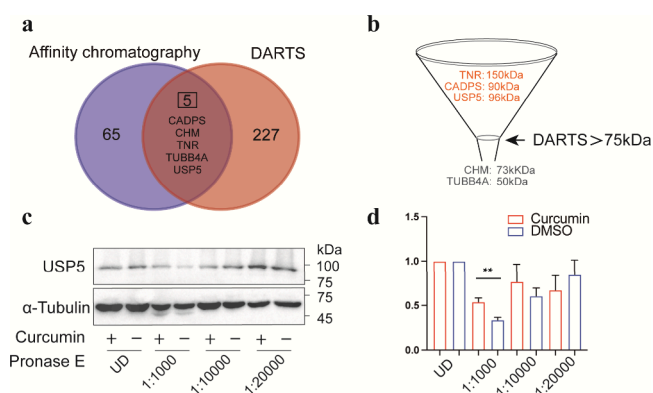 a
Affinity chromatography
DARTS
65
5
227
CADPS
CHM
TNR
TUBB4A
USP5
b
TNR: 150kDa
CADPS: 90kDa
USP5: 96kDa
DARTS>75kDa
CHM: 73kKDa
TUBB4A: 50kDa
c
kDa
USP5
100
75
α-Tubulin
75
45
Curcumin + − + − + − + −
Pronase E
UD 1:1000 1:10000 1:20000
d
Curcumin
DMSO
1.5
1.0
0.5
0.0
**
UD 1:1000 1:10000 1:20000